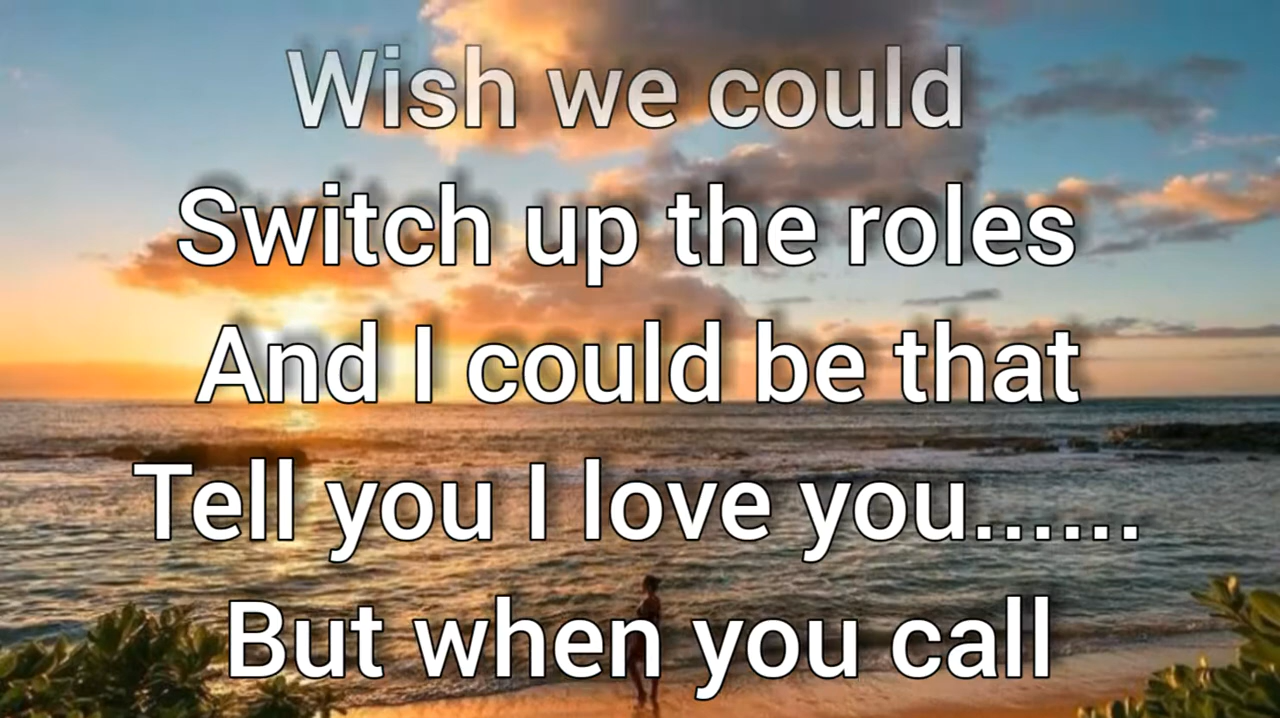 Wish we could
Switch up the roles
And I could be that
Tell you I love you......
But when you call